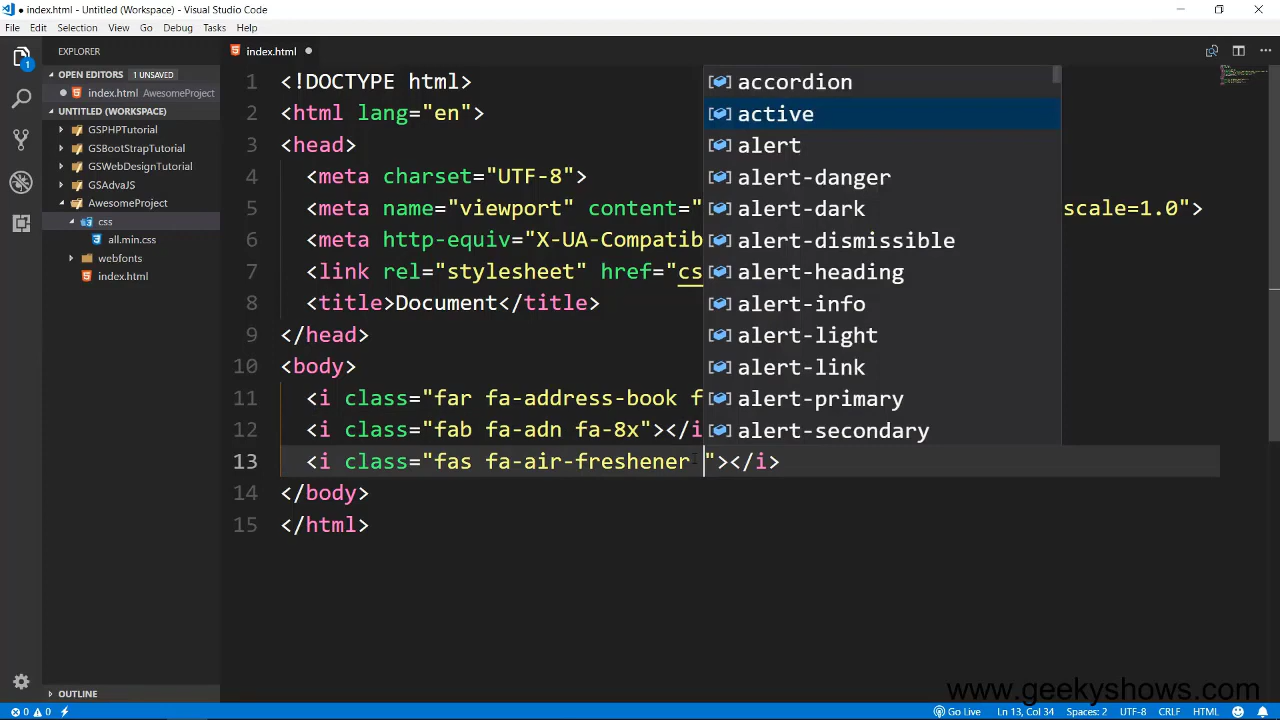 index.html - Untitled (Workspace) - Visual Studio Code
File Edit Selection View Go Debug Tasks Help
EXPLORER
OPEN EDITORS 1 UNSAVED
index.html AwesomeProject
UNTITLED (WORKSPACE)
GSPHPTutorial
GSBootStrapTutorial
GSWebDesignTutorial
GSAdvaJS
AwesomeProject
css
all.min.css
webfonts
index.html
OUTLINE
1
index.html
1 <!DOCTYPE html>
2 <html lang="en">
3 <head>
4 <meta charset="UTF-8">
5 <meta name="viewport" content=" scale=1.0">
6 <meta http-equiv="X-UA-Compatib
7 <link rel="stylesheet" href="cs
8 <title>Document</title>
9 </head>
10 <body>
11 <i class="far fa-address-book f
12 <i class="fab fa-adn fa-8x"></i
13 <i class="fas fa-air-freshener "></i>
14 </body>
15 </html>
accordion
active
alert
alert-danger
alert-dark
alert-dismissible
alert-heading
alert-info
alert-light
alert-link
alert-primary
alert-secondary
www.geekyshows.com
0 0 Go Live Ln 13, Col 34 Spaces: 2 UTF-8 CRLF HTML